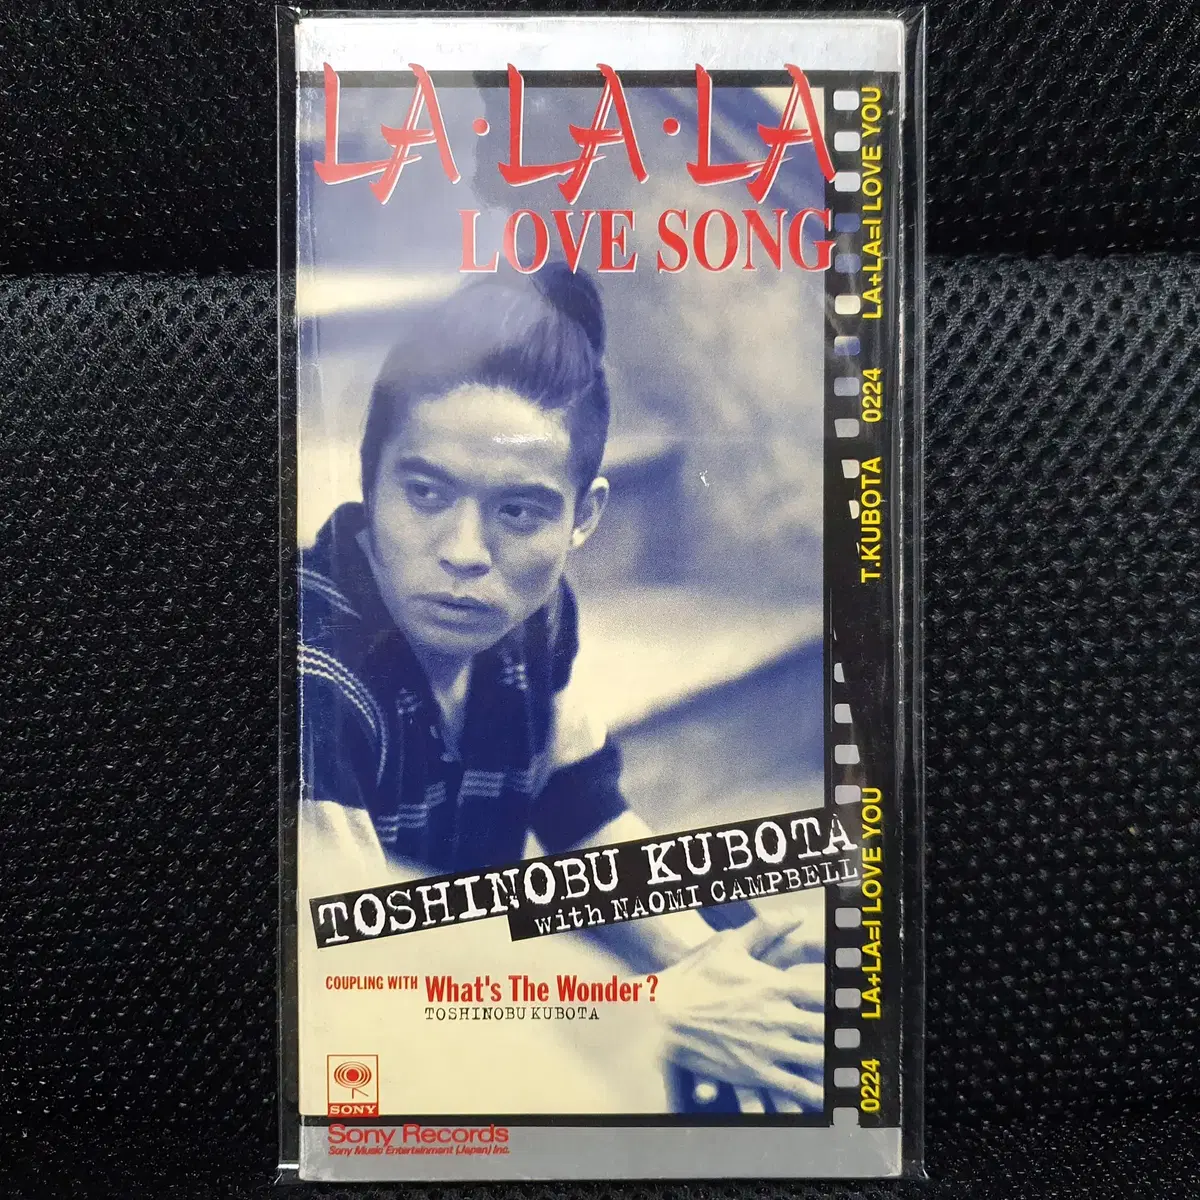 LA・LA・LA
LOVE SONG
TOSHINOBU KUBOTA
with NAOMI CAMPBELL
COUPLING WITH What's The Wonder?
TOSHINOBU KUBOTA
SONY
Sony Records
Sony Music Entertainment (Japan) Inc.
0224 LA+LA=I LOVE YOU T.KUBOTA 0224 LA+LA=I LOVE YOU